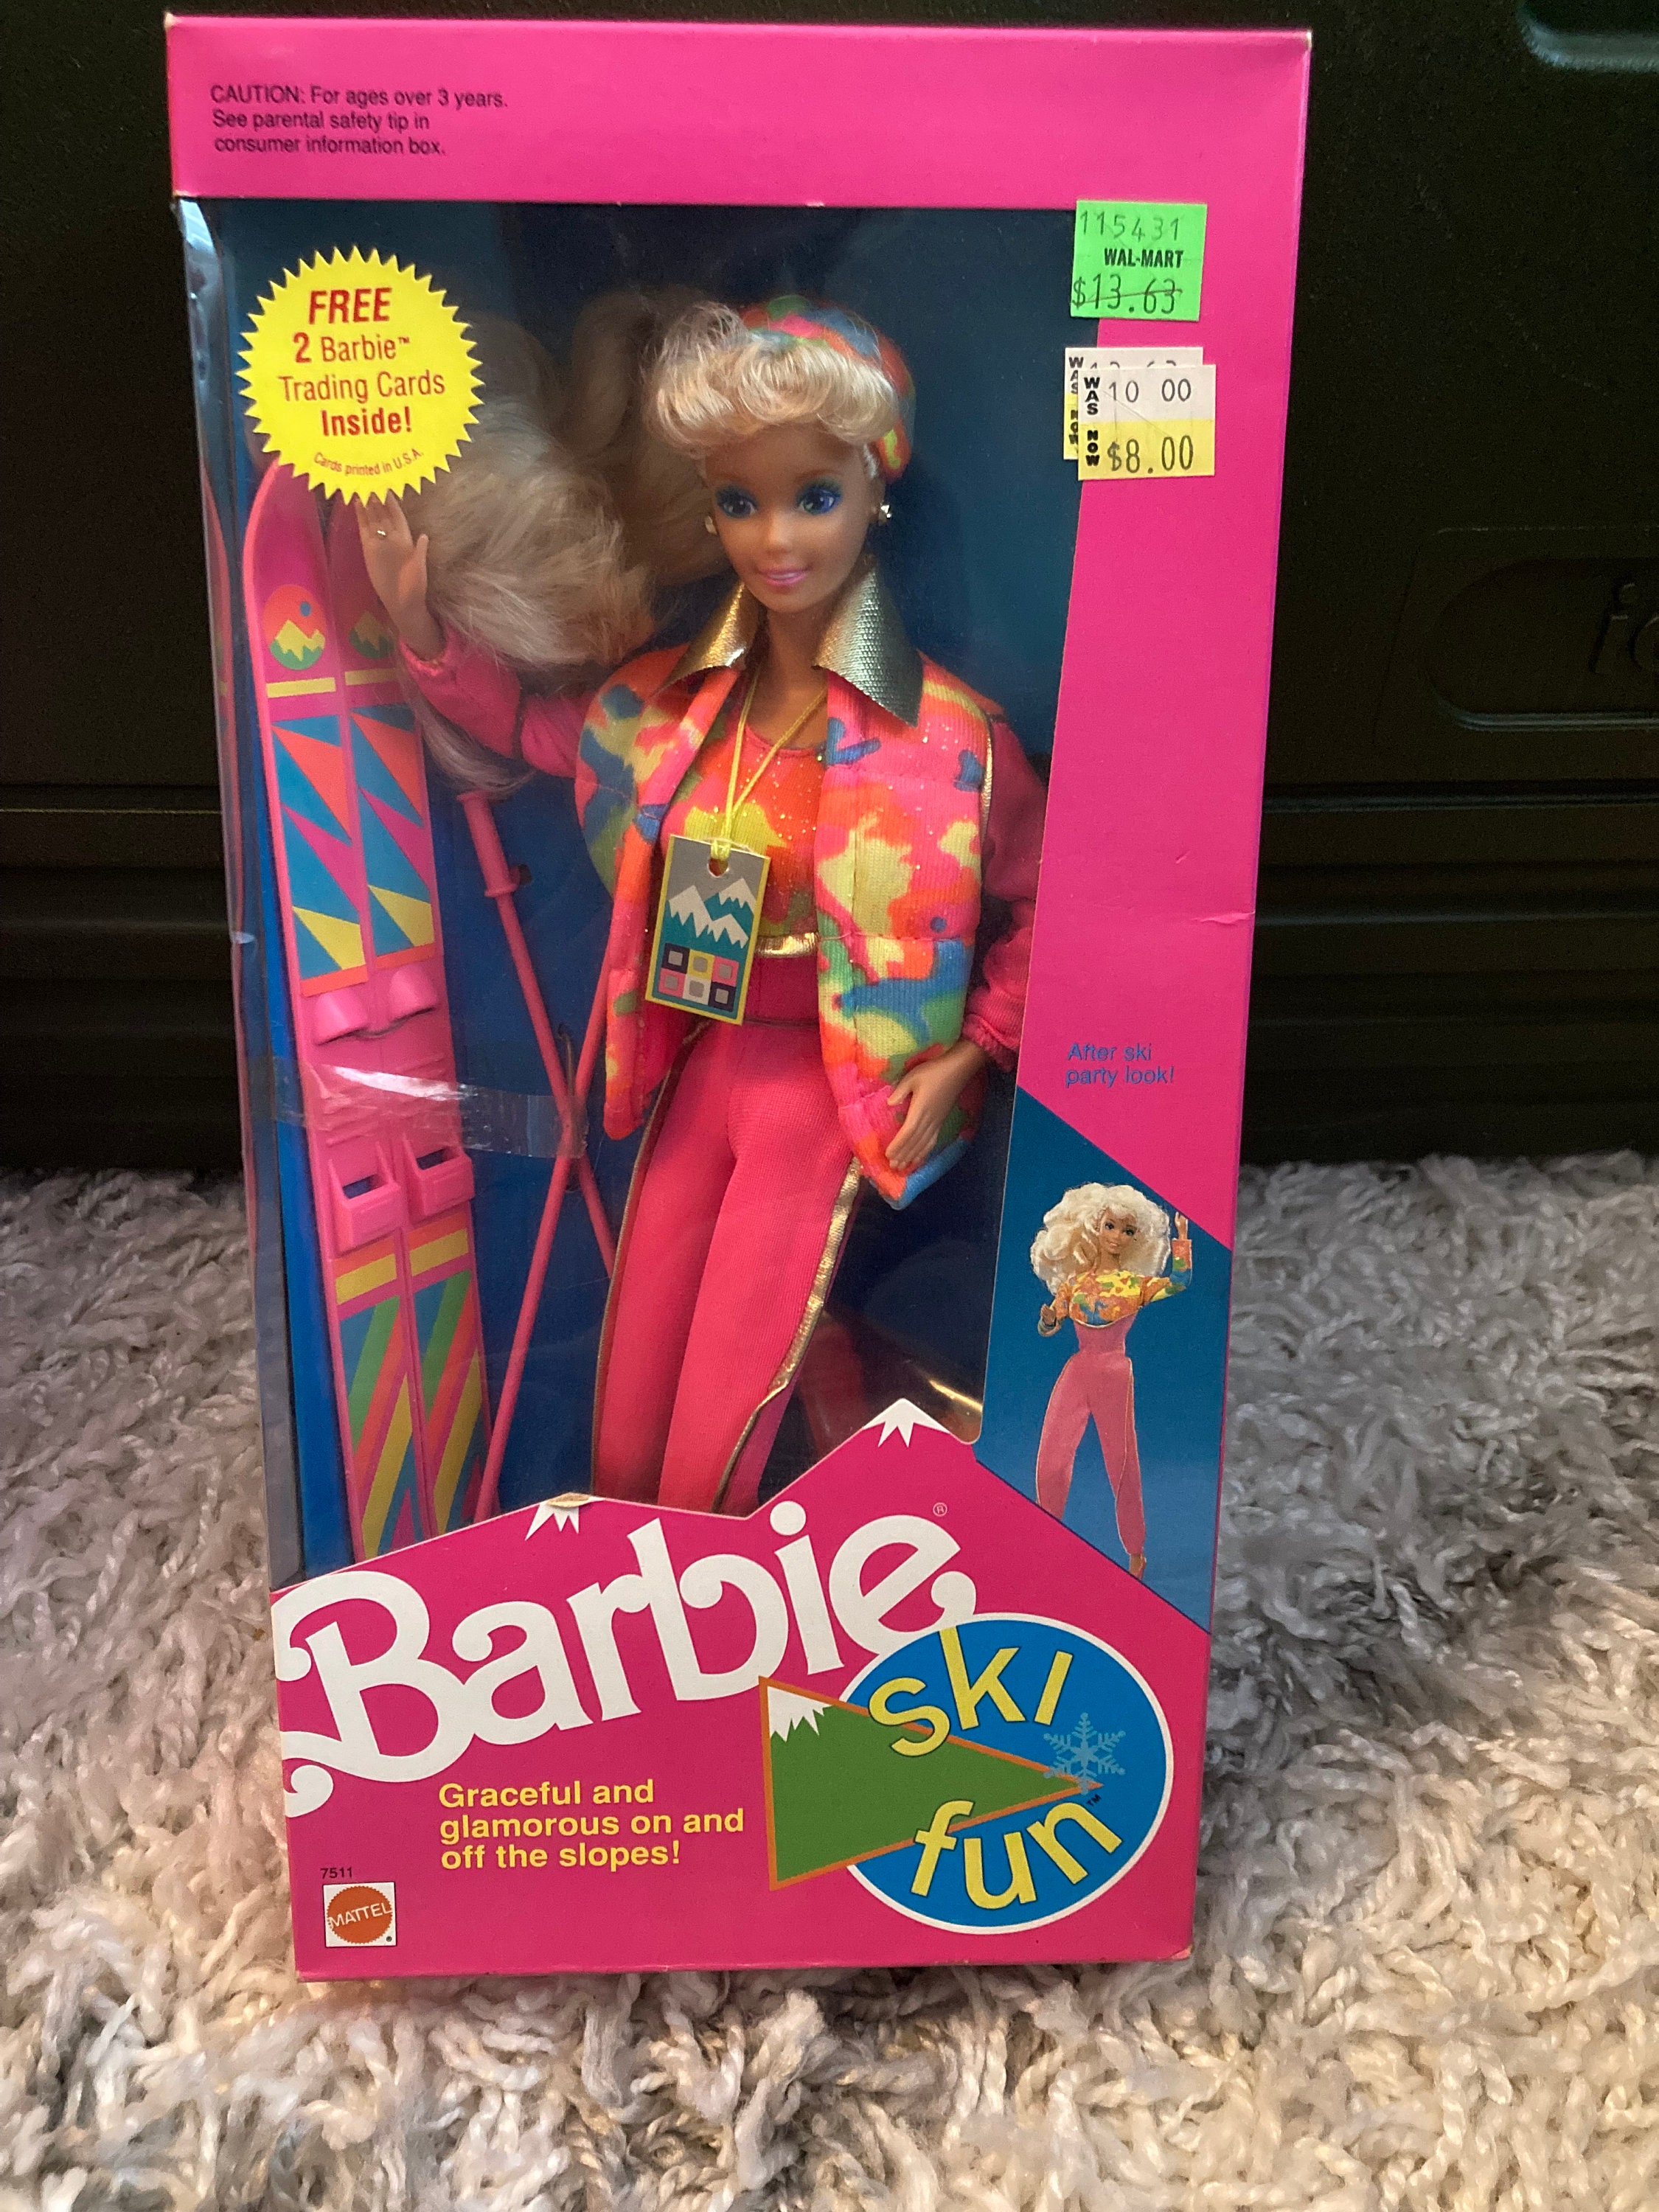 CAUTION: For ages over 3 years.
See parental safety tip in
consumer information box.
115431
WAL-MART
$13.63
FREE
2 Barbie™
Trading Cards
Inside!
Cards printed in U.S.A.
WAS 10 00
NOW $8.00
After ski
party look!
Barbie®
ski
fun™
Graceful and
glamorous on and
off the slopes!
7511
MATTEL®